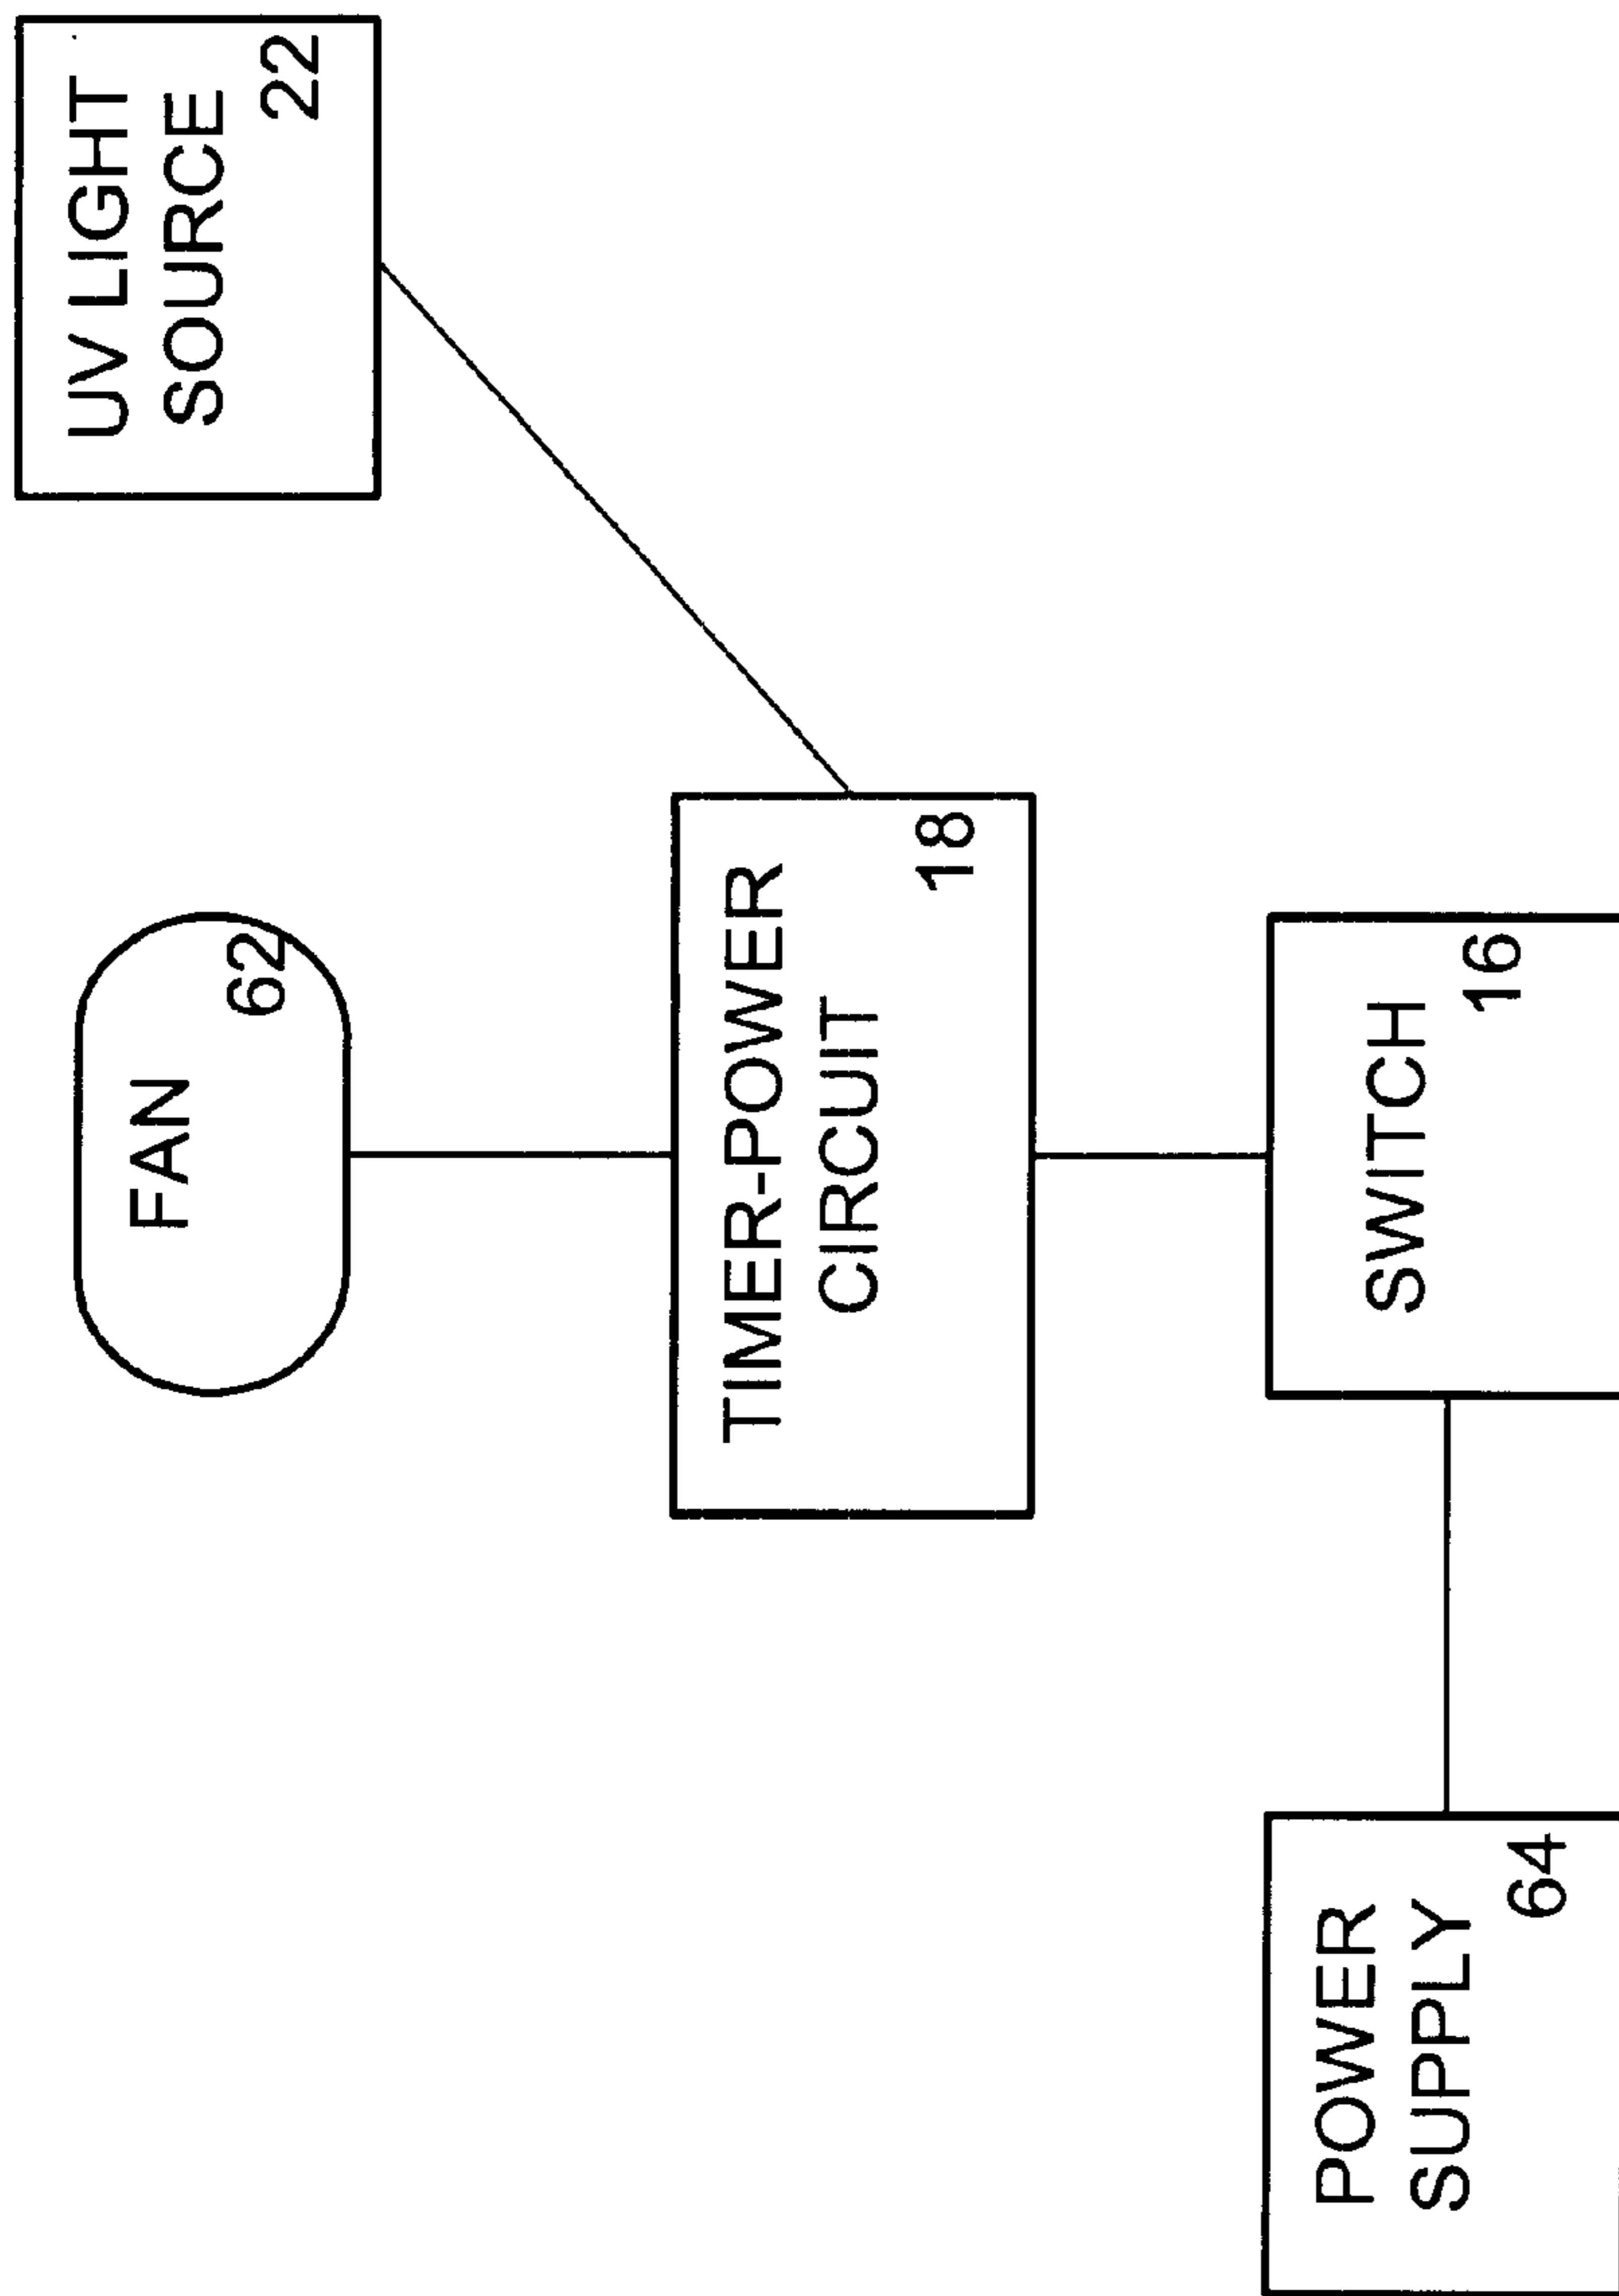 UV LIGHT
SOURCE
22
FAN
62
TIMER-POWER
CIRCUIT
18
SWITCH
16
POWER
SUPPLY
64